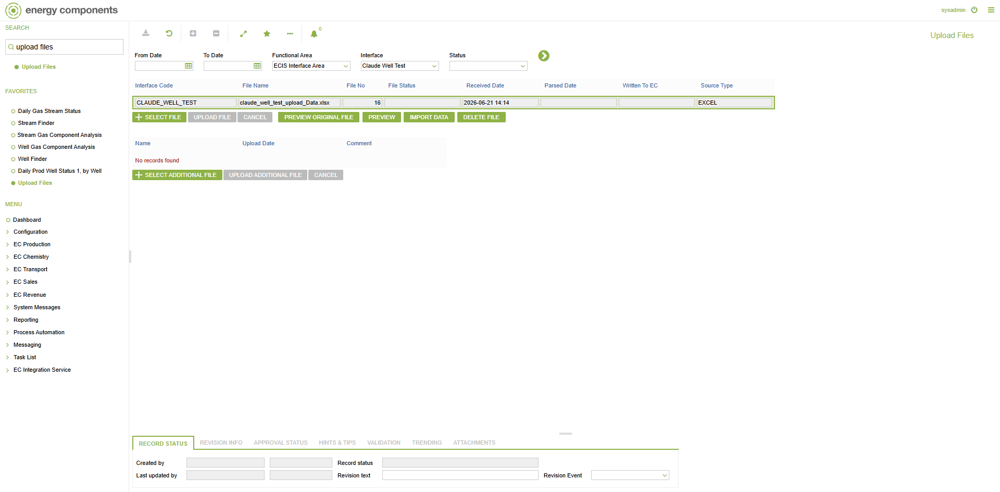 energy components
sysadmin
SEARCH
upload files
Upload Files
FAVORITES
Daily Gas Stream Status
Stream Finder
Stream Gas Component Analysis
Well Gas Component Analysis
Well Finder
Daily Prod Well Status 1, by Well
Upload Files
MENU
Dashboard
Configuration
EC Production
EC Chemistry
EC Transport
EC Sales
EC Revenue
System Messages
Reporting
Process Automation
Messaging
Task List
EC Integration Service
0
Upload Files
From Date To Date Functional Area Interface Status
ECIS Interface Area Claude Well Test
Interface Code File Name File No File Status Received Date Parsed Date Written To EC Source Type
CLAUDE_WELL_TEST claude_well_test_upload_Data.xlsx 16 2026-06-21 14:14 EXCEL
SELECT FILE UPLOAD FILE CANCEL PREVIEW ORIGINAL FILE PREVIEW IMPORT DATA DELETE FILE
Name Upload Date Comment
No records found
SELECT ADDITIONAL FILE UPLOAD ADDITIONAL FILE CANCEL
RECORD STATUS REVISION INFO APPROVAL STATUS HINTS & TIPS VALIDATION TRENDING ATTACHMENTS
Created by Record status
Last updated by Revision text Revision Event